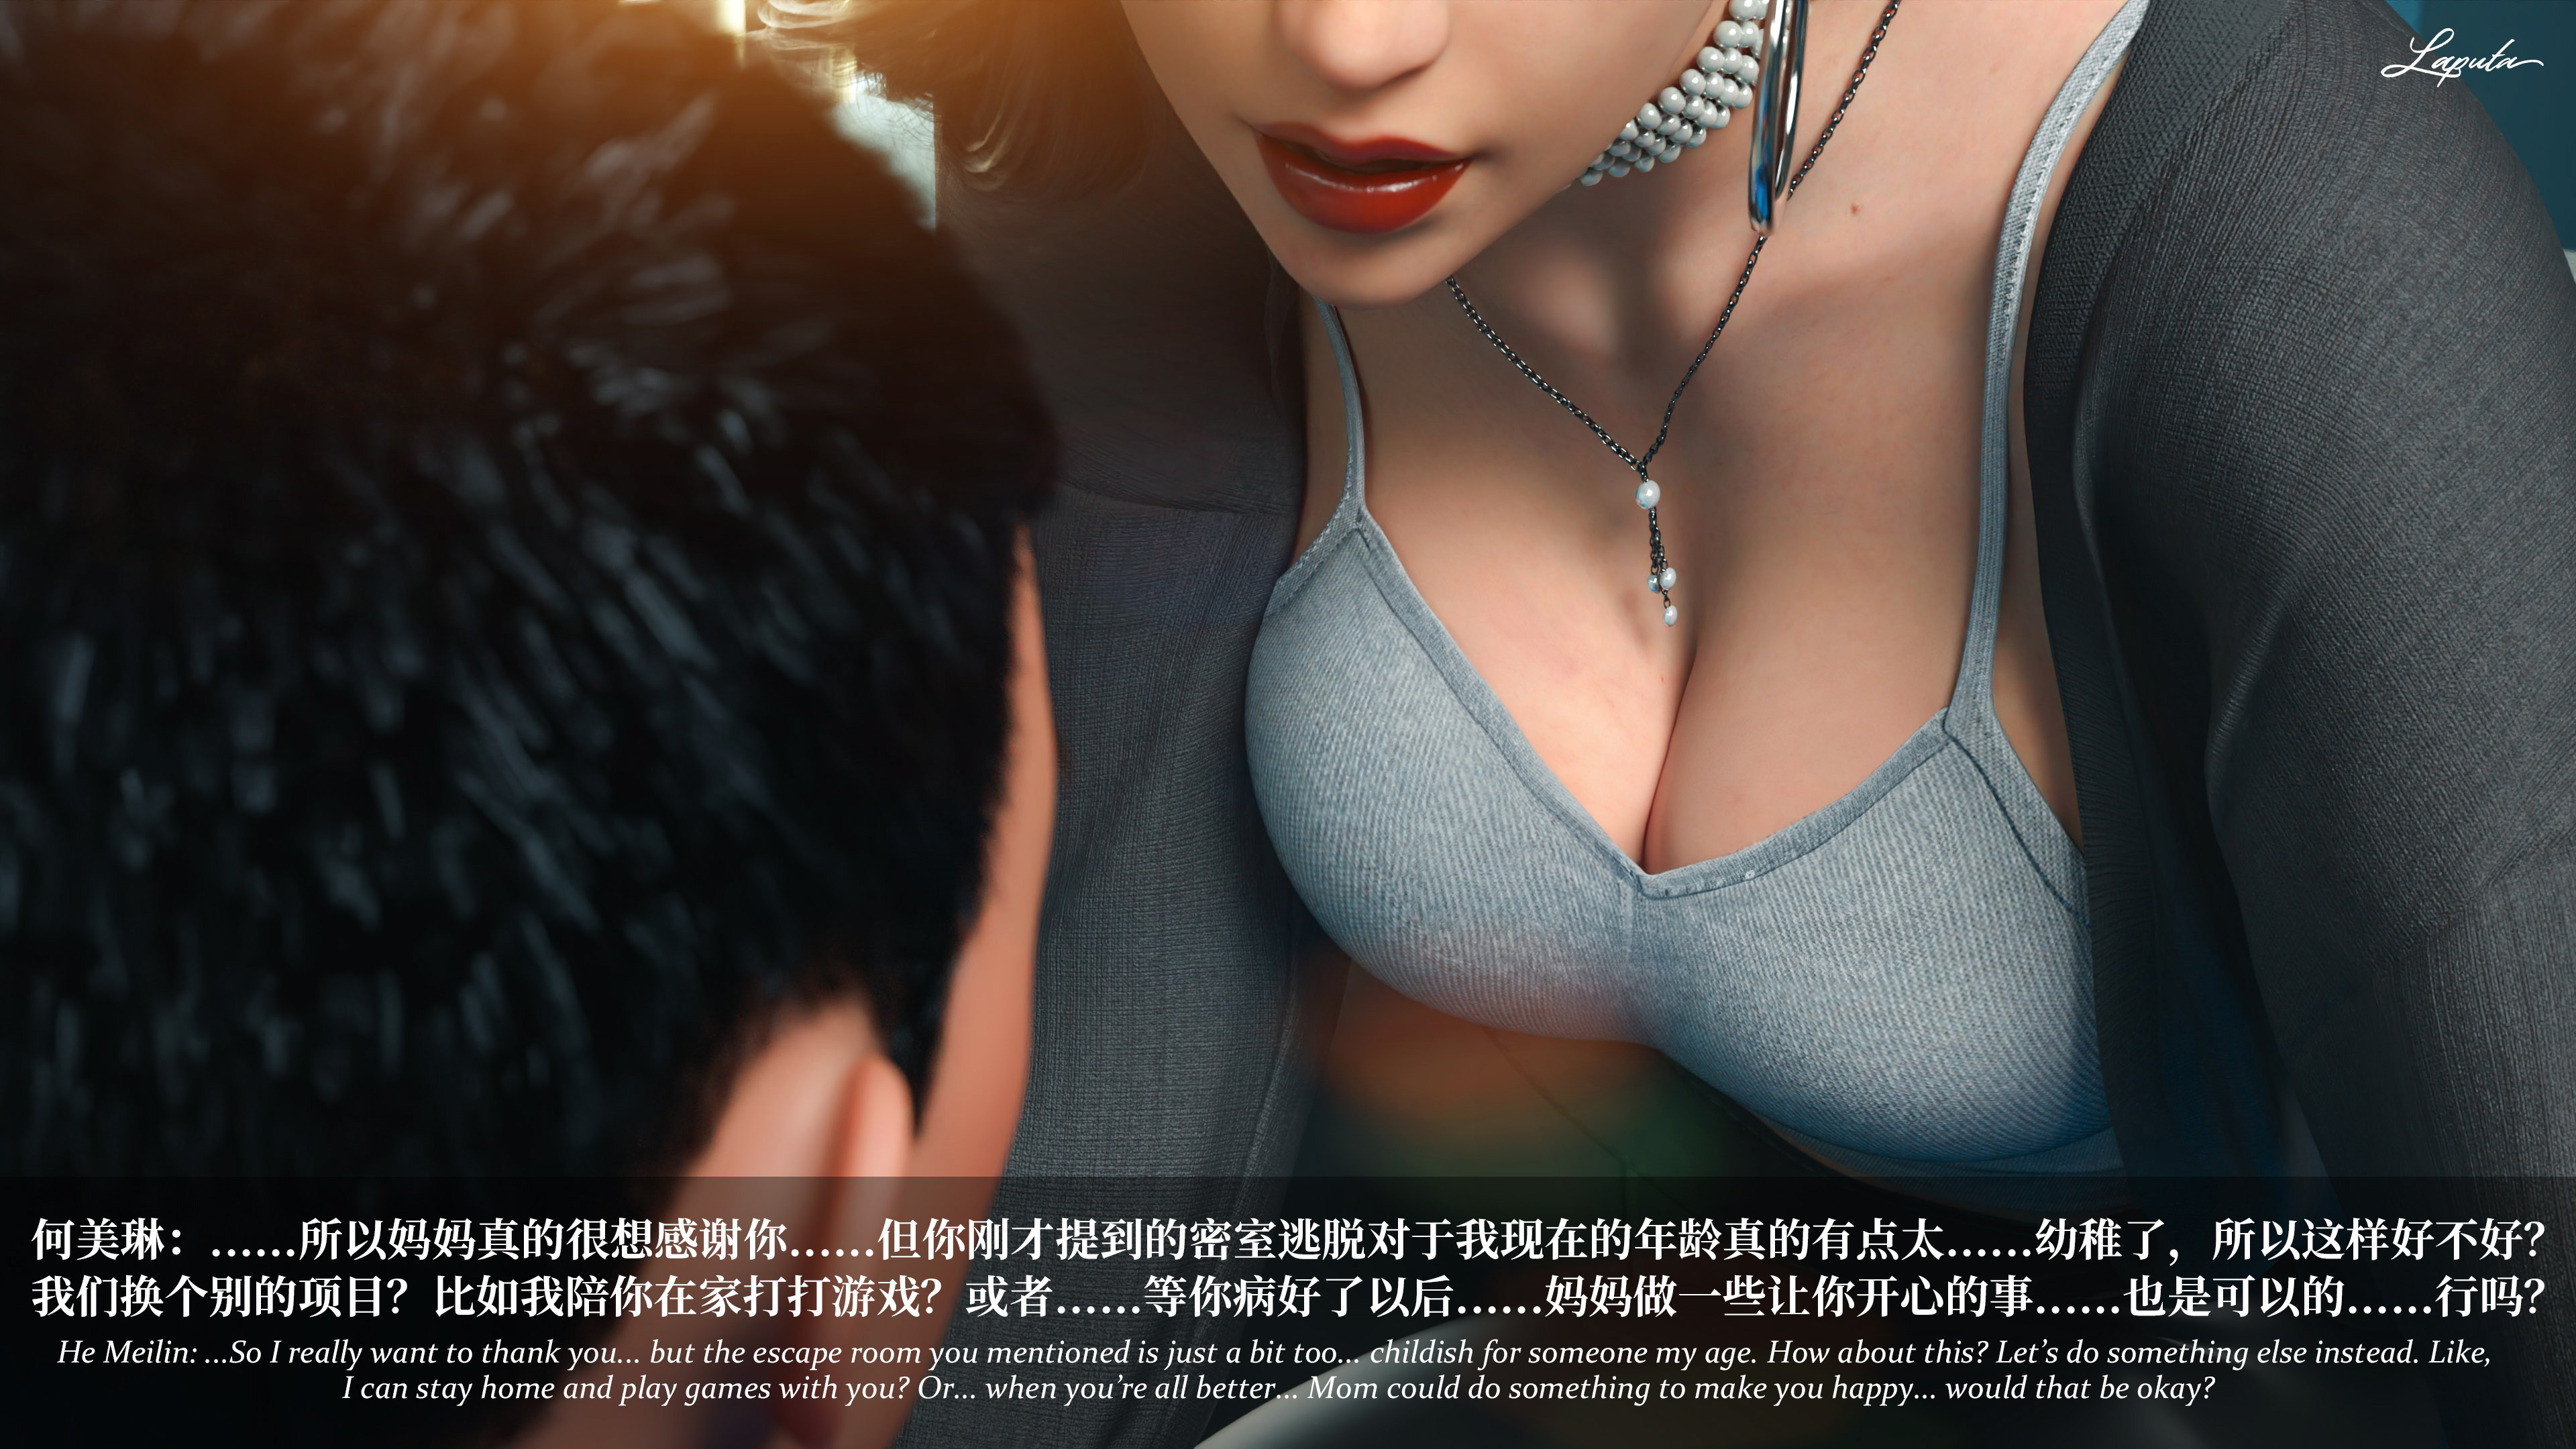 Laputa
何美琳：……所以妈妈真的很想感谢你……但你刚才提到的密室逃脱对于我现在的年龄真的有点太……幼稚了，所以这样好不好？
我们换个别的项目？比如我陪你在家打打游戏？或者……等你病好了以后……妈妈做一些让你开心的事……也是可以的……行吗？
He Meilin: ...So I really want to thank you... but the escape room you mentioned is just a bit too... childish for someone my age. How about this? Let’s do something else instead. Like,
I can stay home and play games with you? Or... when you’re all better... Mom could do something to make you happy... would that be okay?